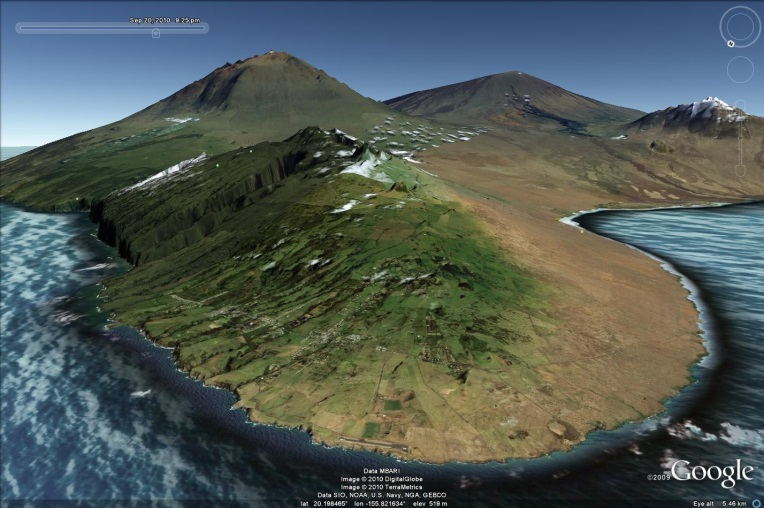 Sep 20, 2010  9:25 pm
Data MBARI
Image © 2010 DigitalGlobe
Image © 2010 TerraMetrics
Data SIO, NOAA, U.S. Navy, NGA, GEBCO
©2009 Google
lat 20.198465° lon -155.821634° elev 519 m
Eye alt 5.46 km